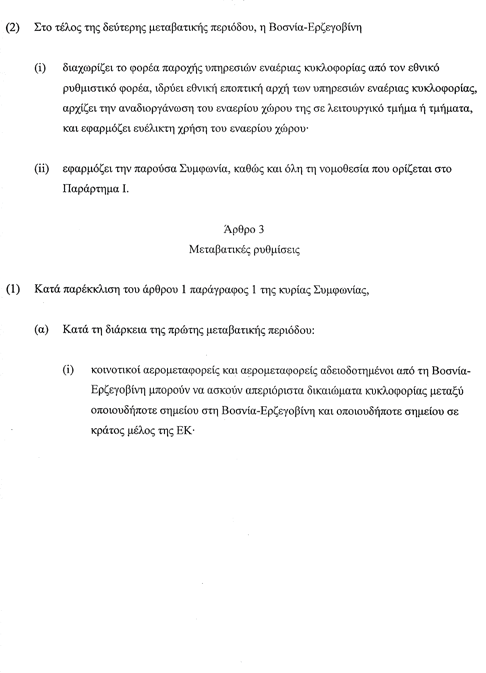 (2) Στο τέλος της δεύτερης μεταβατικής περιόδου, η Βοσνία-Ερζεγοβίνη
(i) διαχωρίζει το φορέα παροχής υπηρεσιών εναέριας κυκλοφορίας από τον εθνικό
ρυθμιστικό φορέα, ιδρύει εθνική εποπτική αρχή των υπηρεσιών εναέριας κυκλοφορίας,
αρχίζει την αναδιοργάνωση του εναερίου χώρου της σε λειτουργικό τμήμα ή τμήματα,
και εφαρμόζει ευέλικτη χρήση του εναερίου χώρου·
(ii) εφαρμόζει την παρούσα Συμφωνία, καθώς και όλη τη νομοθεσία που ορίζεται στο
Παράρτημα I.
Άρθρο 3
Μεταβατικές ρυθμίσεις
(1) Κατά παρέκκλιση του άρθρου 1 παράγραφος 1 της κυρίας Συμφωνίας,
(α) Κατά τη διάρκεια της πρώτης μεταβατικής περιόδου:
(i) κοινοτικοί αερομεταφορείς και αερομεταφορείς αδειοδοτημένοι από τη Βοσνία-
Ερζεγοβίνη μπορούν να ασκούν απεριόριστα δικαιώματα κυκλοφορίας μεταξύ
οποιουδήποτε σημείου στη Βοσνία-Ερζεγοβίνη και οποιουδήποτε σημείου σε
κράτος μέλος της ΕΚ·